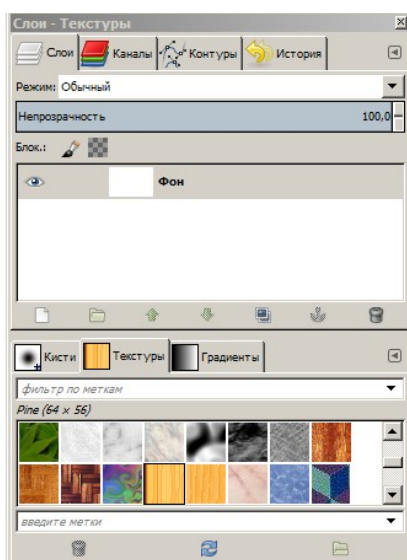 Слои - Текстуры
Слои Каналы Контуры История
Режим: Обычный
Непрозрачность 100,0
Блок.:
Фон
Кисти Текстуры Градиенты
фильтр по меткам
Pine (64 × 56)
введите метки